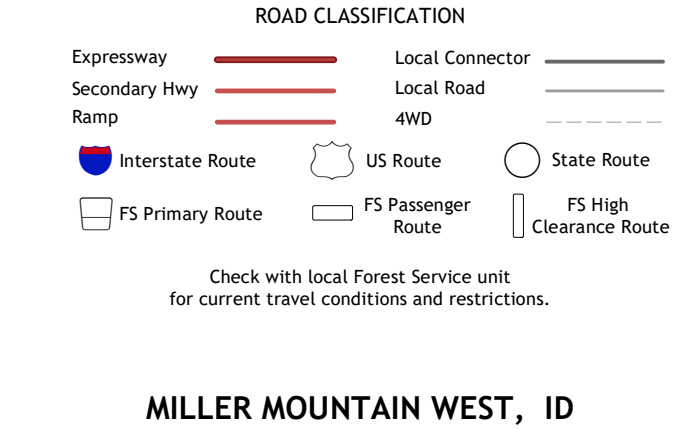 ROAD CLASSIFICATION
Expressway
Local Connector
Secondary Hwy
Local Road
Ramp
4WD
Interstate Route
US Route
State Route
FS Primary Route
FS Passenger
Route
FS High
Clearance Route
Check with local Forest Service unit
for current travel conditions and restrictions.
MILLER MOUNTAIN WEST, ID